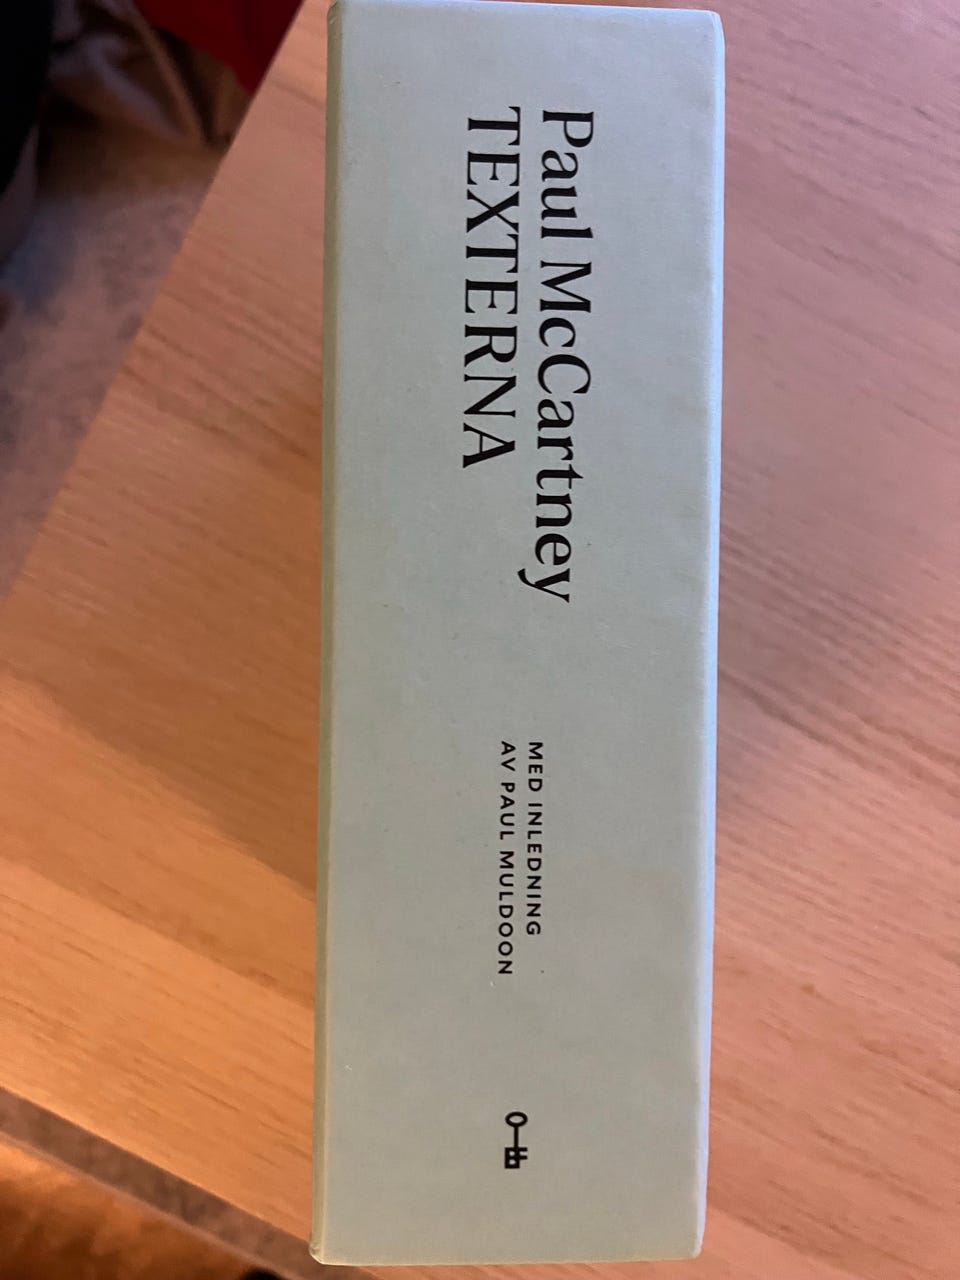 Paul McCartney
TEXTERNA
MED INLEDNING
AV PAUL MULDOON